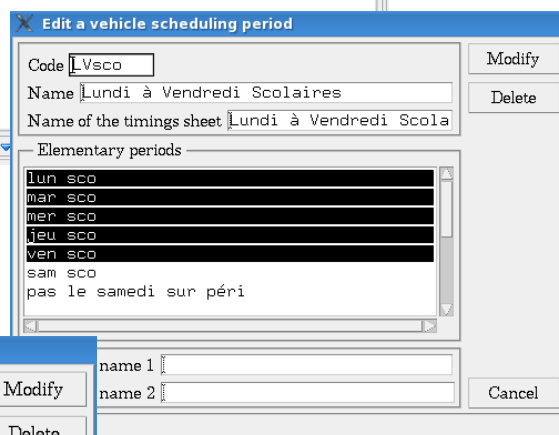 Edit a vehicle scheduling period
Code LVsco
Modify
Name Lundi à Vendredi Scolaires
Delete
Name of the timings sheet Lundi à Vendredi Scola
Elementary periods
lun sco
mar sco
mer sco
jeu sco
ven sco
sam sco
pas le samedi sur péri
name 1
name 2
Cancel
Modify
Delete